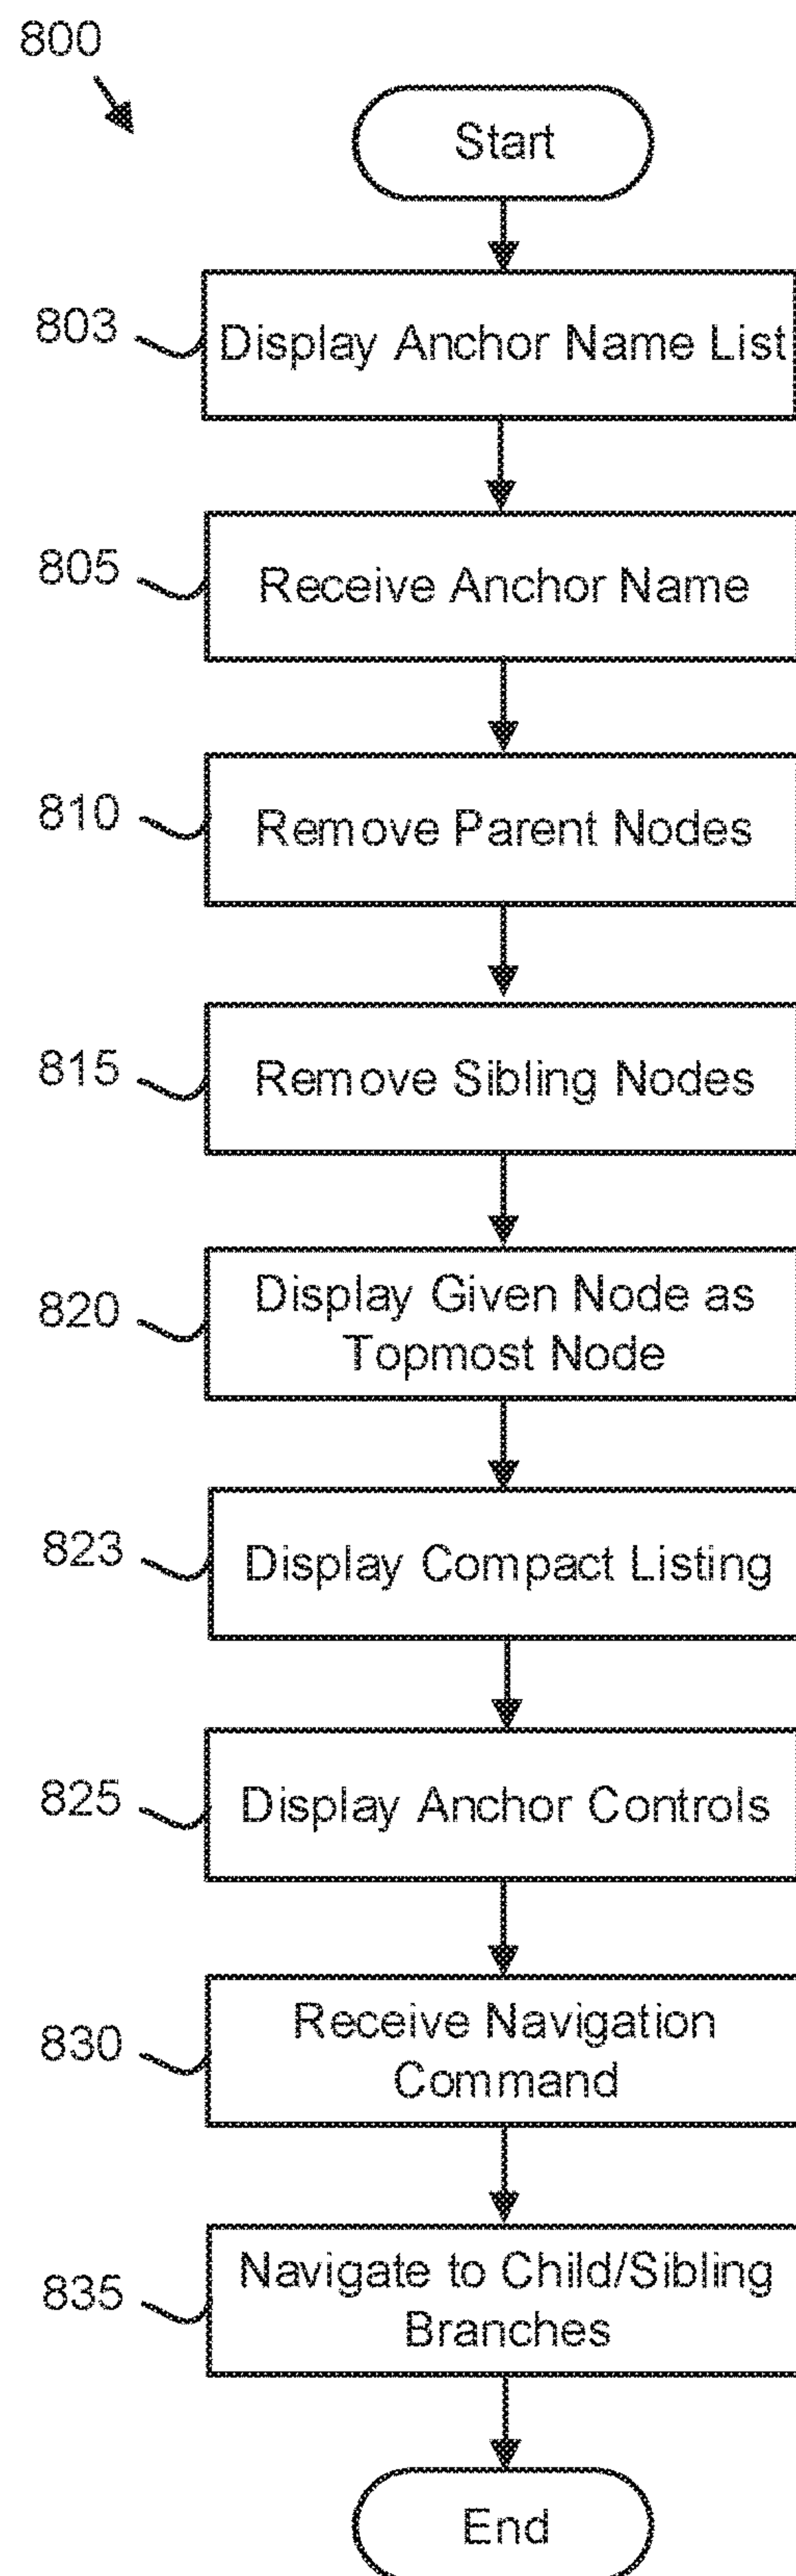 800
Start
803
Display Anchor Name List
805
Receive Anchor Name
810
Remove Parent Nodes
815
Remove Sibling Nodes
820
Display Given Node as
Topmost Node
823
Display Compact Listing
825
Display Anchor Controls
830
Receive Navigation
Command
835
Navigate to Child/Sibling
Branches
End